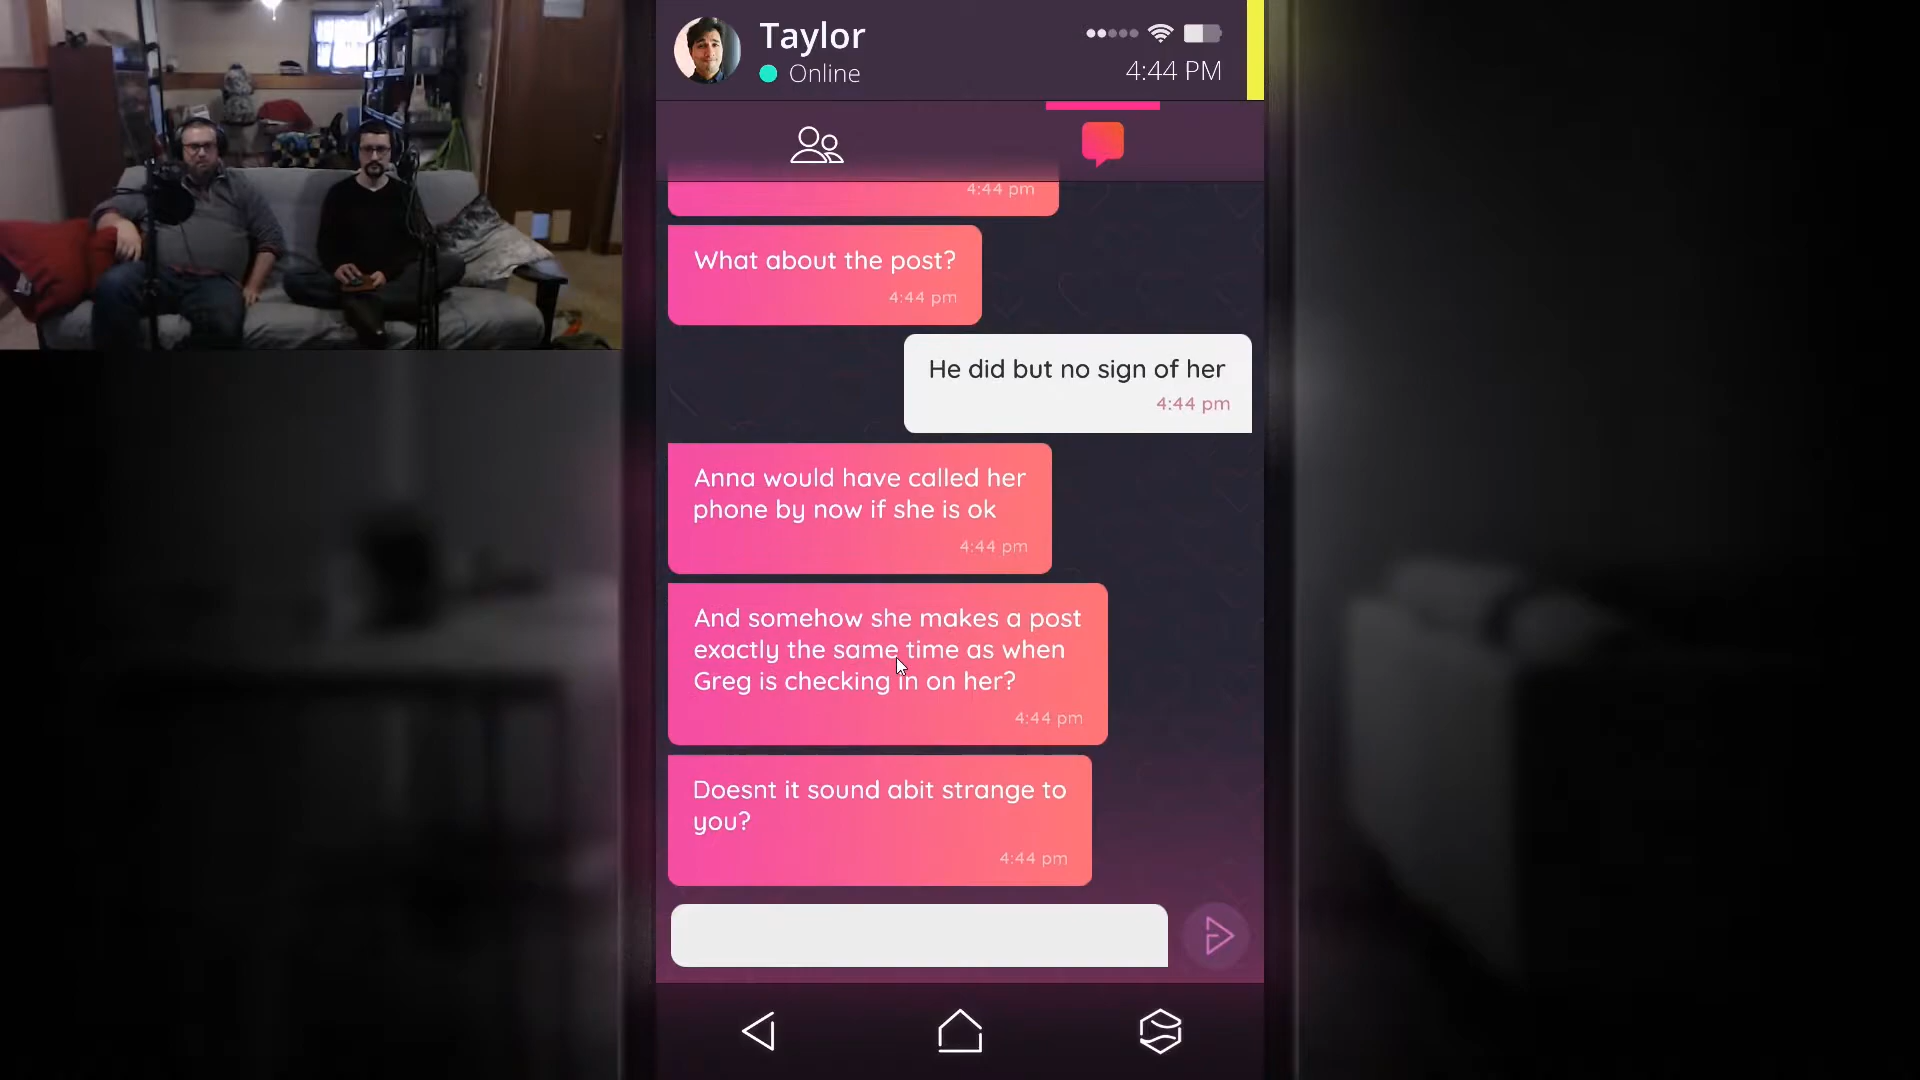 Taylor
Online
4:44 PM
4:44 pm
What about the post?
4:44 pm
He did but no sign of her
4:44 pm
Anna would have called her
phone by now if she is ok
4:44 pm
And somehow she makes a post
exactly the same time as when
Greg is checking in on her?
4:44 pm
Doesnt it sound abit strange to
you?
4:44 pm